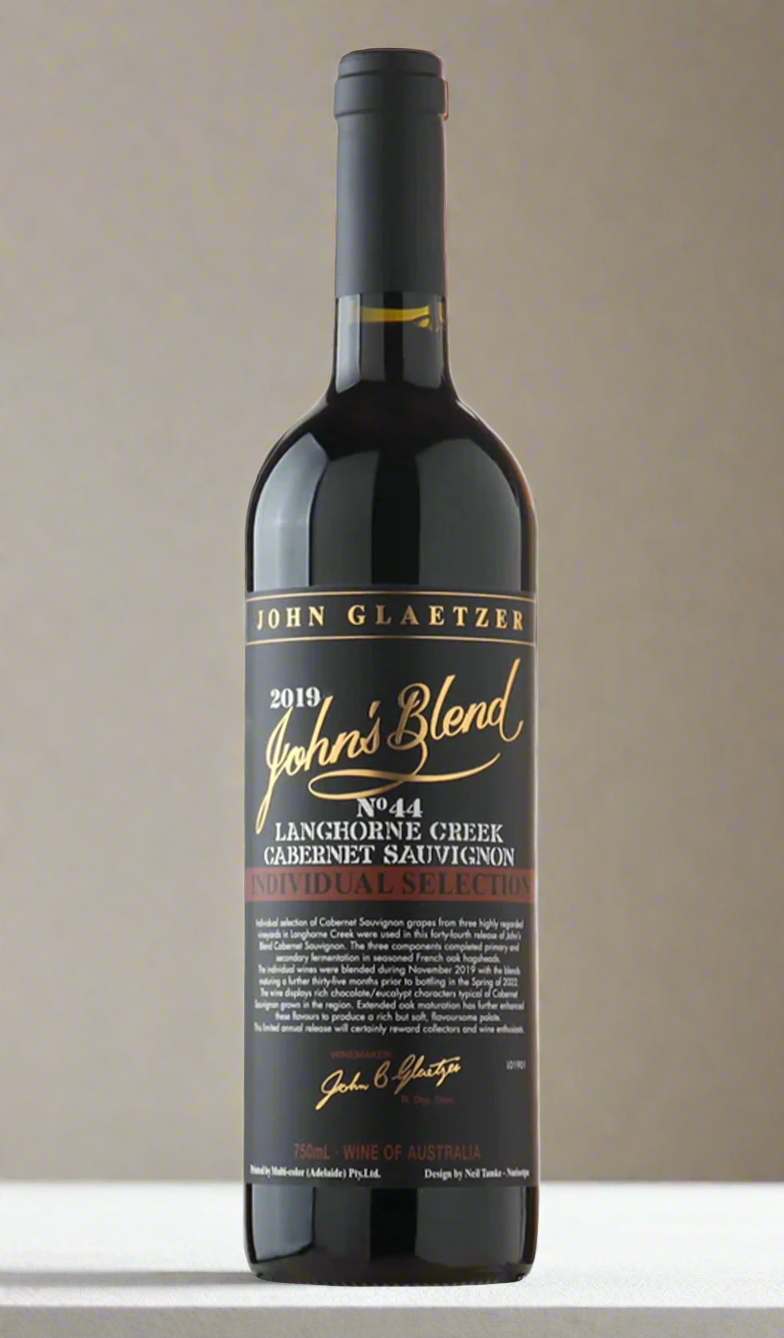 JOHN GLAETZER
2019
John's Blend
Nº44
LANGHORNE CREEK
CABERNET SAUVIGNON
INDIVIDUAL SELECTION
Individual selection of Cabernet Sauvignon grapes from three highly regarded
vineyards in Langhorne Creek were used in this forty-fourth release of John's
Blend Cabernet Sauvignon. The three components completed primary and
secondary fermentation in seasoned French oak hogsheads.
The individual wines were blended during November 2019 with the blends
maturing a further thirty-five months prior to bottling in the Spring of 2022.
The wine displays rich chocolate/eucalypt characters typical of Cabernet
Sauvignon grown in the region. Extended oak maturation has further enhanced
these flavours to produce a rich but soft, flavoursome palate.
This limited annual release will certainly reward collectors and wine enthusiasts.
WINEMAKER:
John B Glaetzer
L01901
750mL · WINE OF AUSTRALIA
Printed by Multi-color (Adelaide) Pty.Ltd. Design by Neil Tamke -